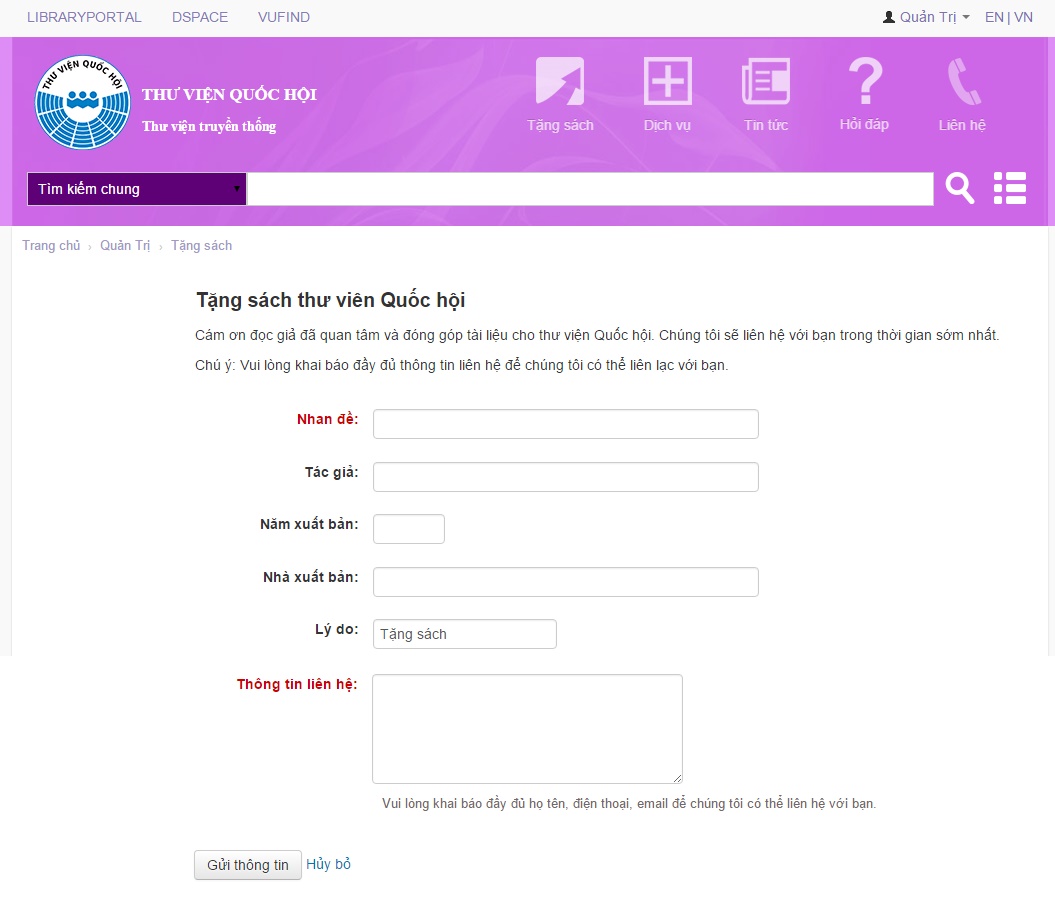 LIBRARYPORTAL DSPACE VUFIND Quản Trị EN | VN
THƯ VIỆN QUỐC HỘI
THƯ VIỆN QUỐC HỘI
Thư viện truyền thống
Tặng sách Dịch vụ Tin tức Hỏi đáp Liên hệ
Tìm kiếm chung
Trang chủ › Quản Trị › Tặng sách
Tặng sách thư viên Quốc hội
Cám ơn đọc giả đã quan tâm và đóng góp tài liệu cho thư viện Quốc hội. Chúng tôi sẽ liên hệ với bạn trong thời gian sớm nhất.
Chú ý: Vui lòng khai báo đầy đủ thông tin liên hệ để chúng tôi có thể liên lạc với bạn.
Nhan đề:
Tác giả:
Năm xuất bản:
Nhà xuất bản:
Lý do: Tặng sách
Thông tin liên hệ:
Vui lòng khai báo đầy đủ họ tên, điện thoại, email để chúng tôi có thể liên hệ với bạn.
Gửi thông tin Hủy bỏ